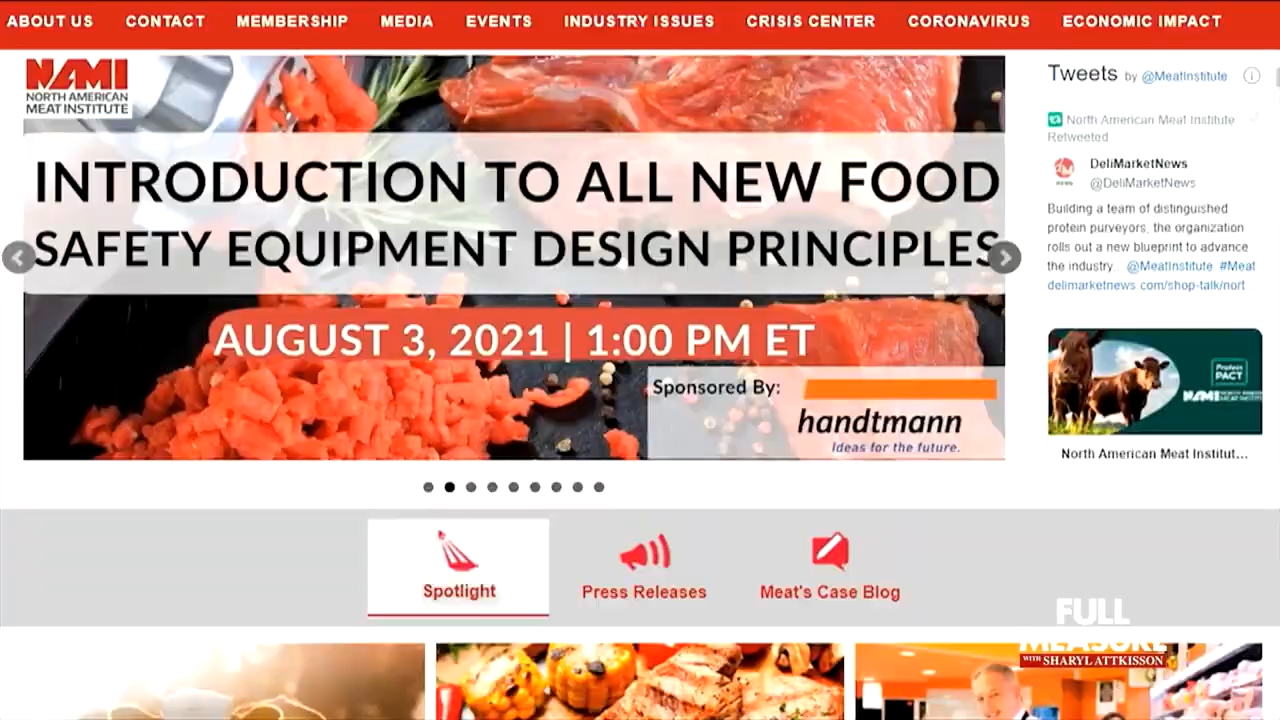 ABOUT US CONTACT MEMBERSHIP MEDIA EVENTS INDUSTRY ISSUES CRISIS CENTER CORONAVIRUS ECONOMIC IMPACT
NAMI
NORTH AMERICAN
MEAT INSTITUTE
INTRODUCTION TO ALL NEW FOOD
SAFETY EQUIPMENT DESIGN PRINCIPLES
AUGUST 3, 2021 | 1:00 PM ET
Sponsored By:
handtmann
Ideas for the future.
Tweets by @MeatInstitute
North American Meat Institute
Retweeted
DeliMarketNews
@DeliMarketNews
Building a team of distinguished
protein purveyors, the organization
rolls out a new blueprint to advance
the industry... @MeatInstitute #Meat
delimarketnews.com/shop-talk/nort
Protein
PACT
NAMI
North American Meat Institut...
Spotlight
Press Releases
Meat's Case Blog
FULL
MEASURE
WITH SHARYL ATTKISSON